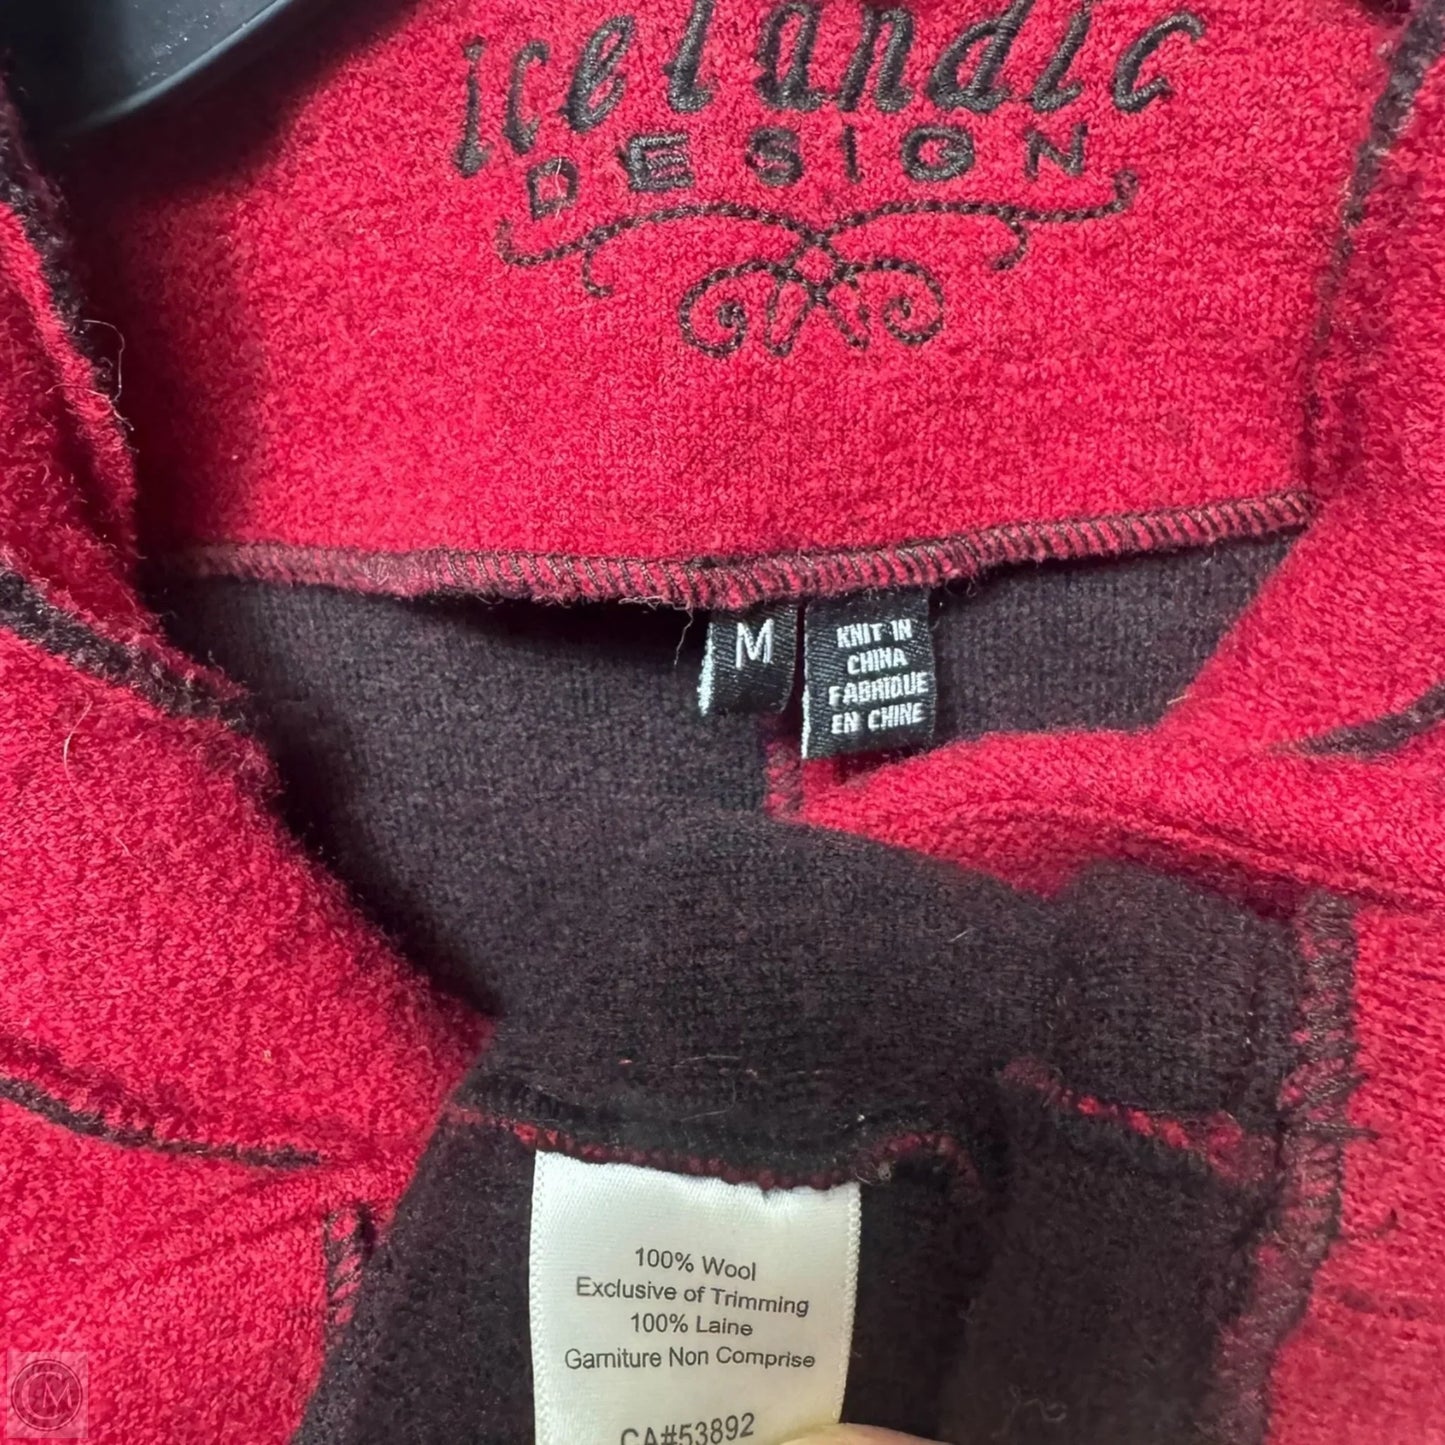 Icelandic
DESIGN
M
KNIT IN
CHINA
FABRIQUE
EN CHINE
100% Wool
Exclusive of Trimming
100% Laine
Garniture Non Comprise
CA#53892
CM